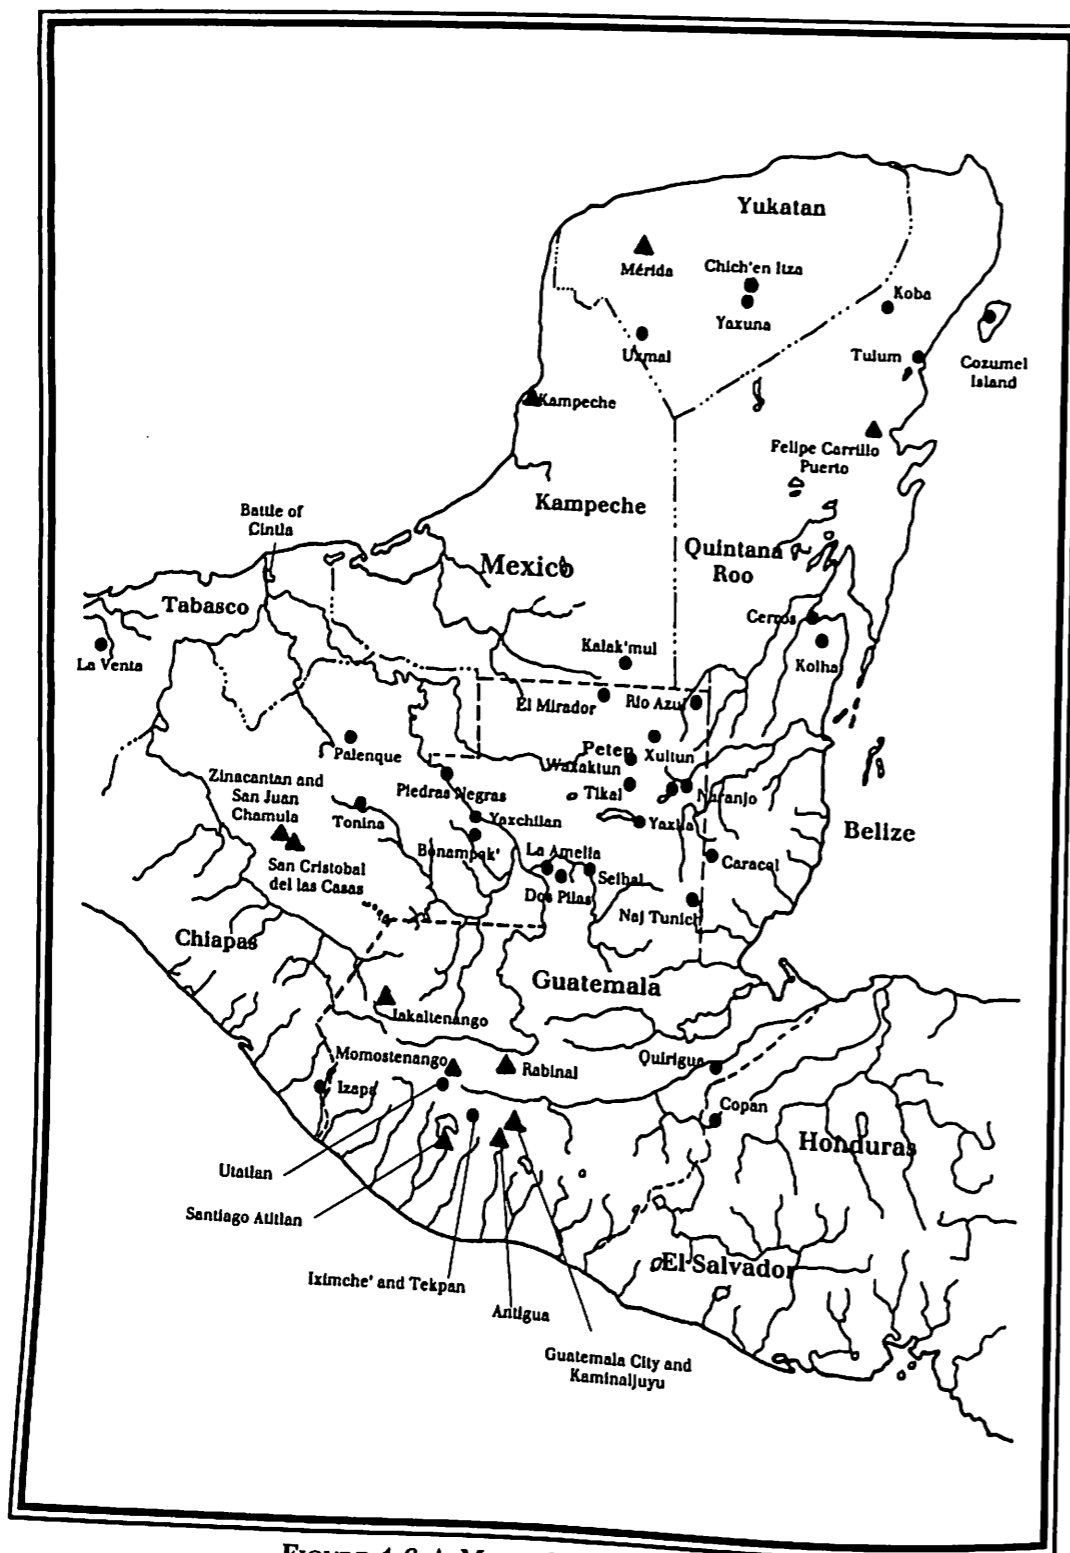 Yukatan
Mérida
Chich'en Itza
Yaxuna
Koba
Uxmal
Tulum
Cozumel
Island
Kampeche
Felipe Carrillo
Puerto
Kampeche
Battle of
Cintla
Mexico
Quintana
Roo
Tabasco
Cerros
La Venta
Kalak'mul
Kolha
El Mirador
Rio Azul
Palenque
Peten
Xultun
Waxaktun
Zinacantan and
San Juan
Chamula
Piedras Negras
Tikal
Naranjo
Tonina
Yaxchilan
Yaxha
Belize
Bonampak'
La Amelia
Caracol
San Cristobal
del las Casas
Dos Pilas
Seibal
Naj Tunich
Chiapas
Guatemala
Jakaltenango
Momostenango
Rabinal
Quirigua
Izapa
Copan
Honduras
Utatlan
Santiago Atitlan
El Salvador
Iximche' and Tekpan
Antigua
Guatemala City and
Kaminaljuyu